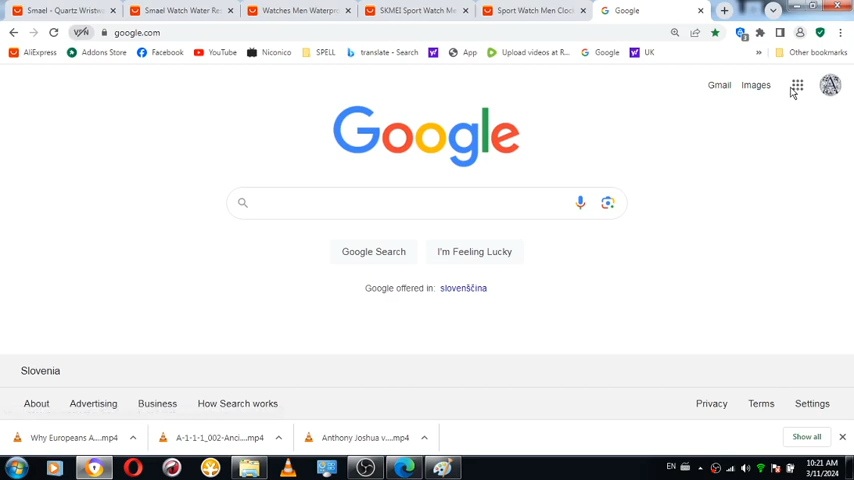 Smael - Quartz Wristw
Smael Watch Water Re
Watches Men Waterpr
SKMEI Sport Watch Me
Sport Watch Men Clock
Google
VPN
google.com
AliExpress
Addons Store
Facebook
YouTube
Niconico
SPELL
translate - Search
App
Upload videos at R...
Google
UK
»
Other bookmarks
Gmail
Images
Google
Google Search
I'm Feeling Lucky
Google offered in: slovenščina
Slovenia
About
Advertising
Business
How Search works
Privacy
Terms
Settings
Why Europeans A....mp4
A-1-1-1_002-Anci....mp4
Anthony Joshua v....mp4
Show all
EN
10:21 AM
3/11/2024